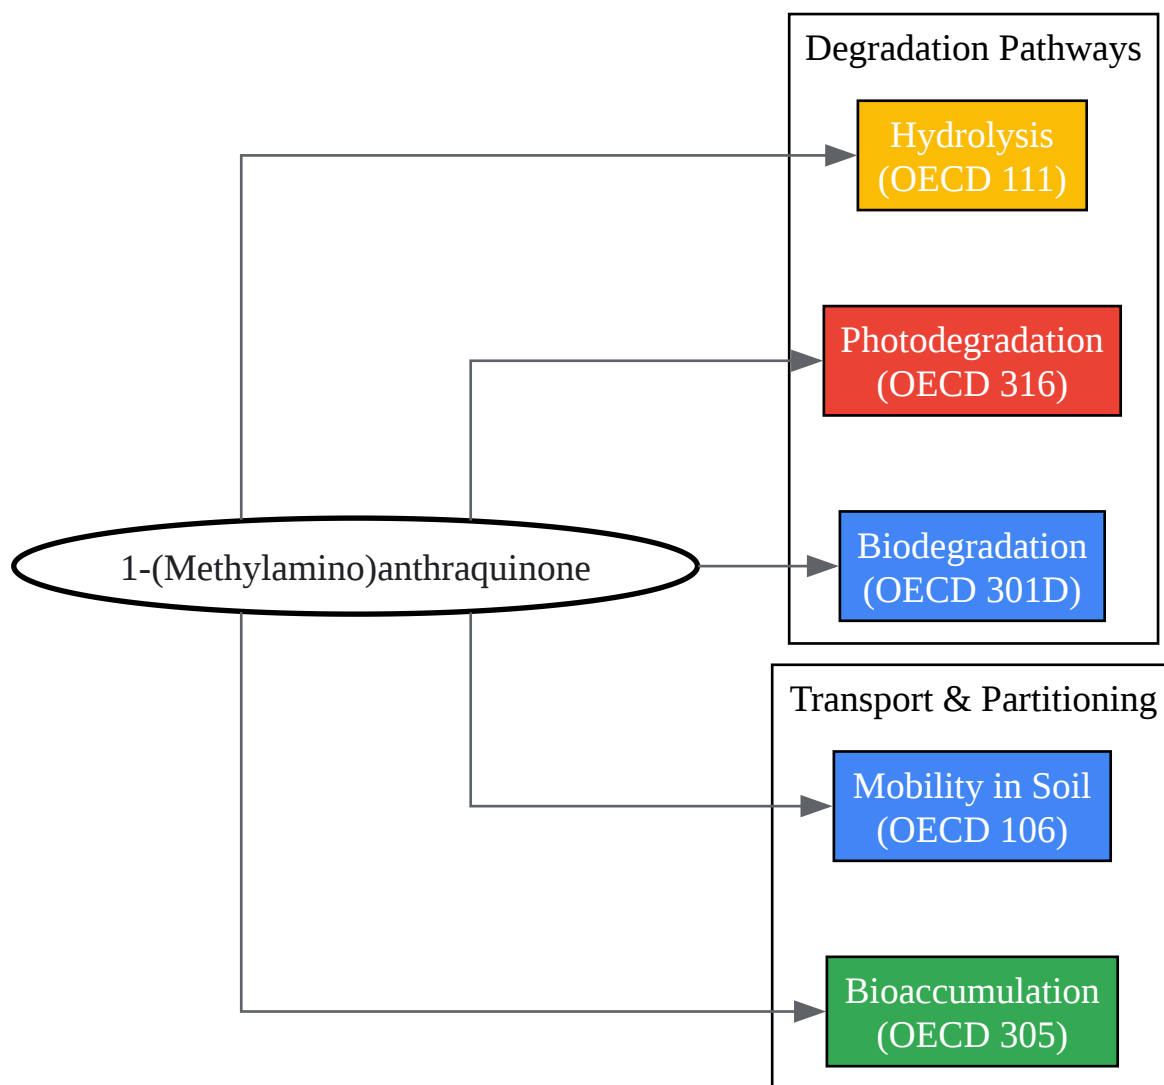 Degradation Pathways
Hydrolysis
(OECD 111)
Photodegradation
(OECD 316)
1-(Methylamino)anthraquinone
Biodegradation
(OECD 301D)
Transport & Partitioning
Mobility in Soil
(OECD 106)
Bioaccumulation
(OECD 305)